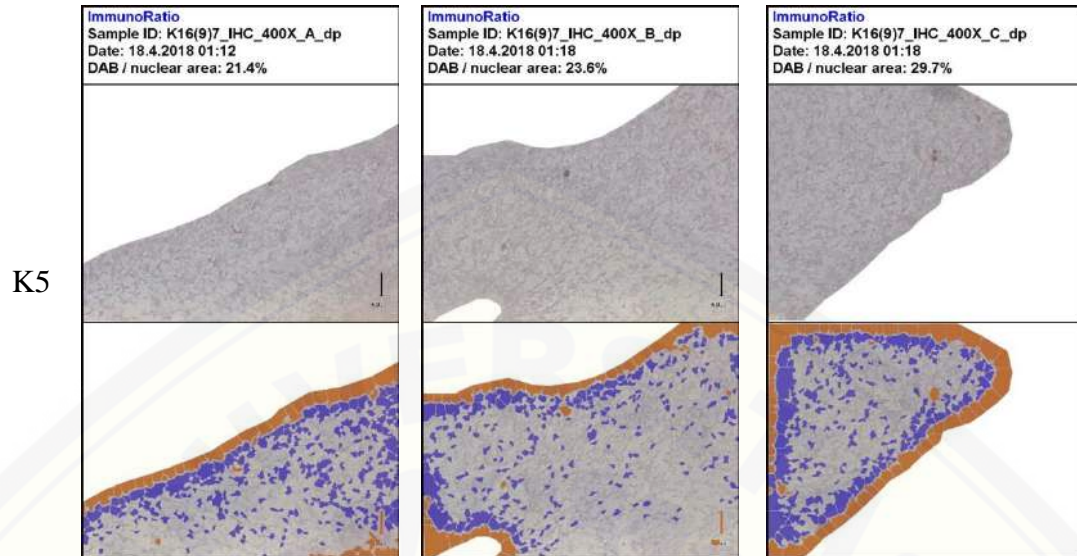 ImmunoRatio
Sample ID: K16(9)7_IHC_400X_A_dp
Date: 18.4.2018 01:12
DAB / nuclear area: 21.4%
ImmunoRatio
Sample ID: K16(9)7_IHC_400X_B_dp
Date: 18.4.2018 01:18
DAB / nuclear area: 23.6%
ImmunoRatio
Sample ID: K16(9)7_IHC_400X_C_dp
Date: 18.4.2018 01:18
DAB / nuclear area: 29.7%
K5